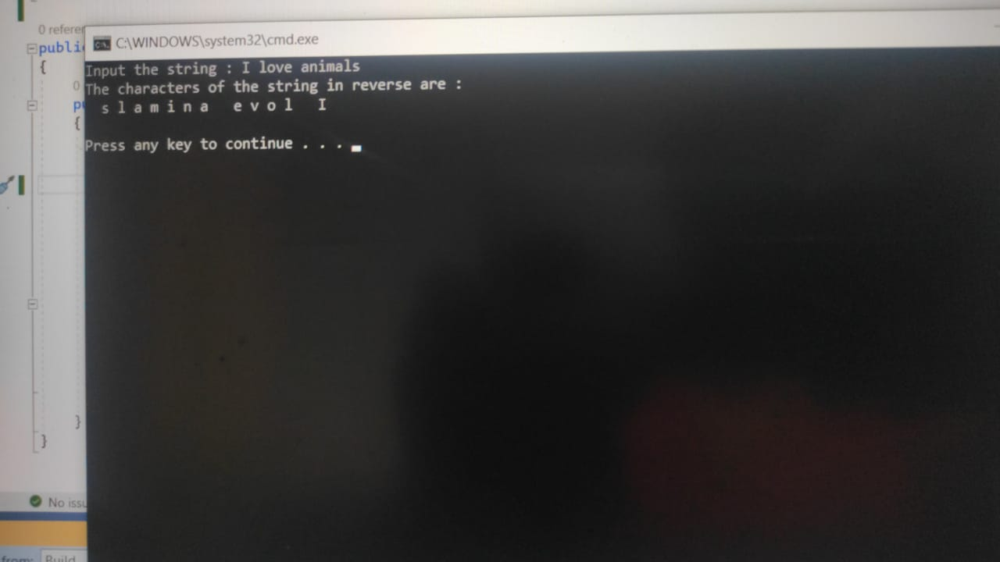 0 refere
C:\WINDOWS\system32\cmd.exe
publi
{
Input the string : I love animals
0
The characters of the string in reverse are :
p
  s l a m i n a   e v o l   I
{
Press any key to continue . . .
}
}
No issu
from:
Build